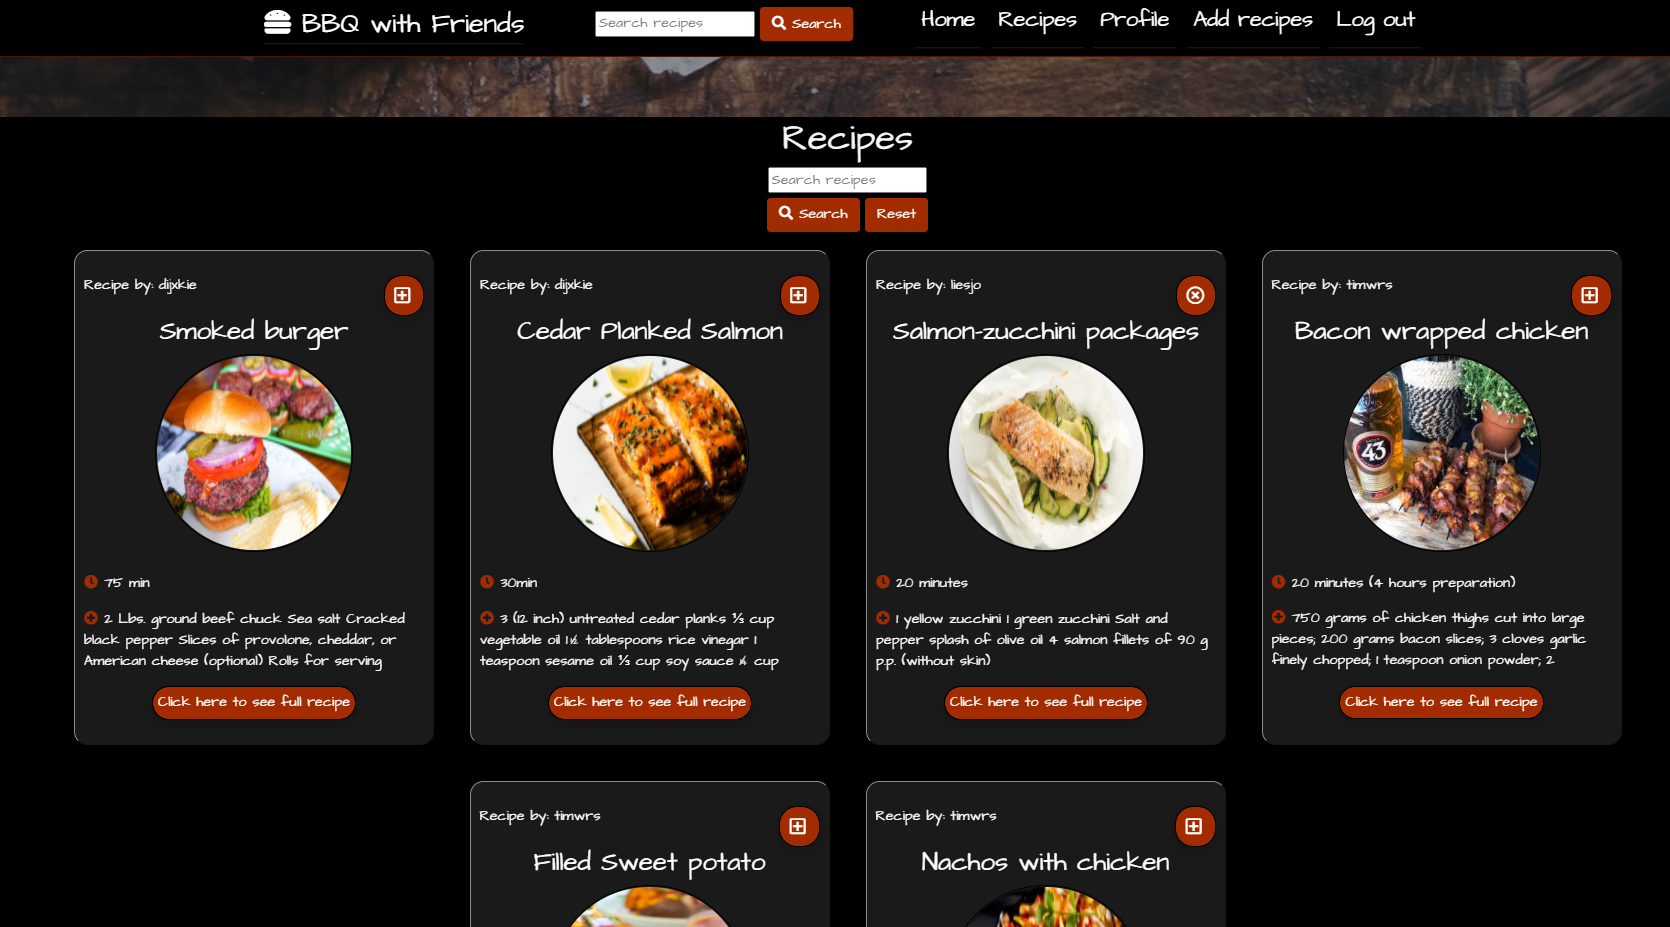 BBQ with Friends
Search recipes
Search
Home
Recipes
Profile
Add recipes
Log out
Recipes
Search recipes
Search
Reset
Recipe by: dijxkie
Smoked burger
75 min
2 Lbs. ground beef chuck Sea salt Cracked
black pepper Slices of provolone, cheddar, or
American cheese (optional) Rolls for serving
Click here to see full recipe
Recipe by: dijxkie
Cedar Planked Salmon
30min
3 (12 inch) untreated cedar planks ⅓ cup
vegetable oil 1 ½ tablespoons rice vinegar 1
teaspoon sesame oil ⅓ cup soy sauce ¼ cup
Click here to see full recipe
Recipe by: liesjo
Salmon-zucchini packages
20 minutes
1 yellow zucchini 1 green zucchini Salt and
pepper splash of olive oil 4 salmon fillets of 90 g
p.p. (without skin)
Click here to see full recipe
Recipe by: timwrs
Bacon wrapped chicken
43
20 minutes (4 hours preparation)
750 grams of chicken thighs cut into large
pieces; 200 grams bacon slices; 3 cloves garlic
finely chopped; 1 teaspoon onion powder; 2
Click here to see full recipe
Recipe by: timwrs
Filled Sweet potato
Recipe by: timwrs
Nachos with chicken